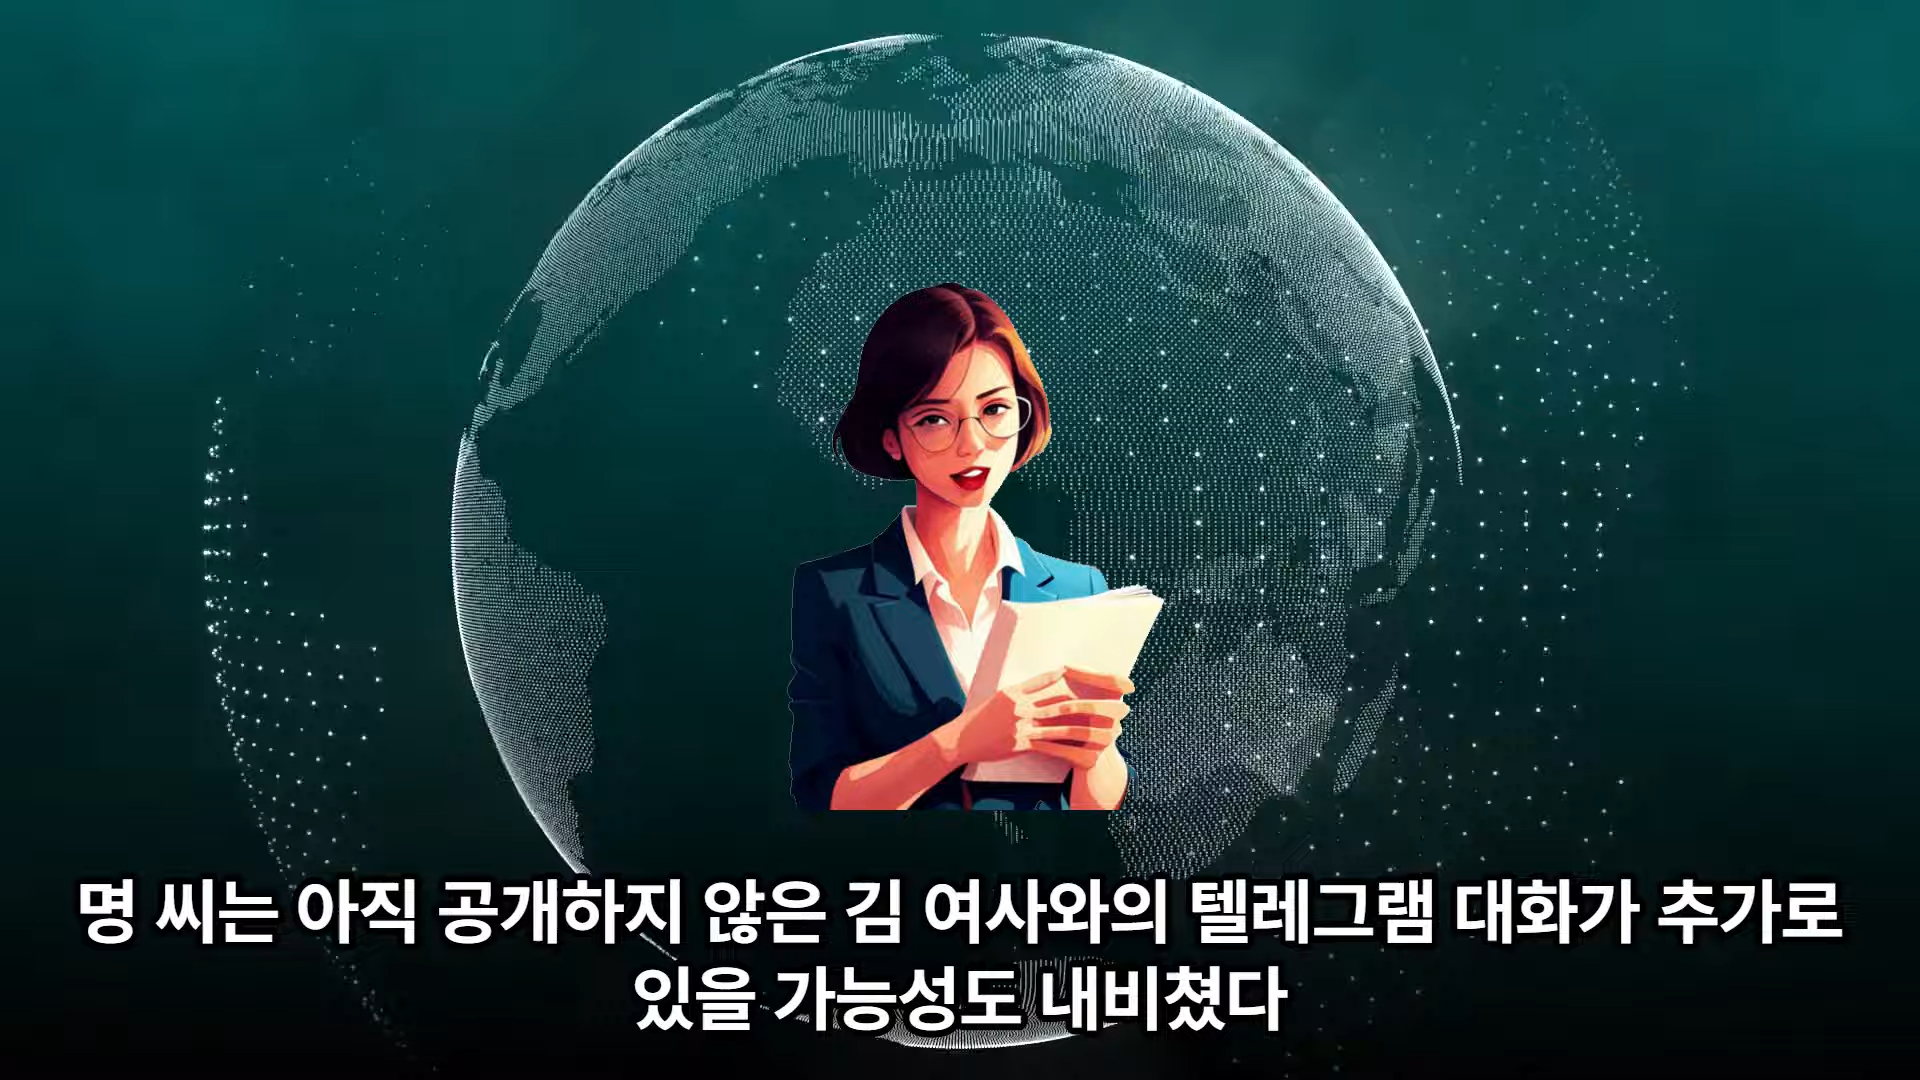 명 씨는 아직 공개하지 않은 김 여사와의 텔레그램 대화가 추가로
있을 가능성도 내비쳤다